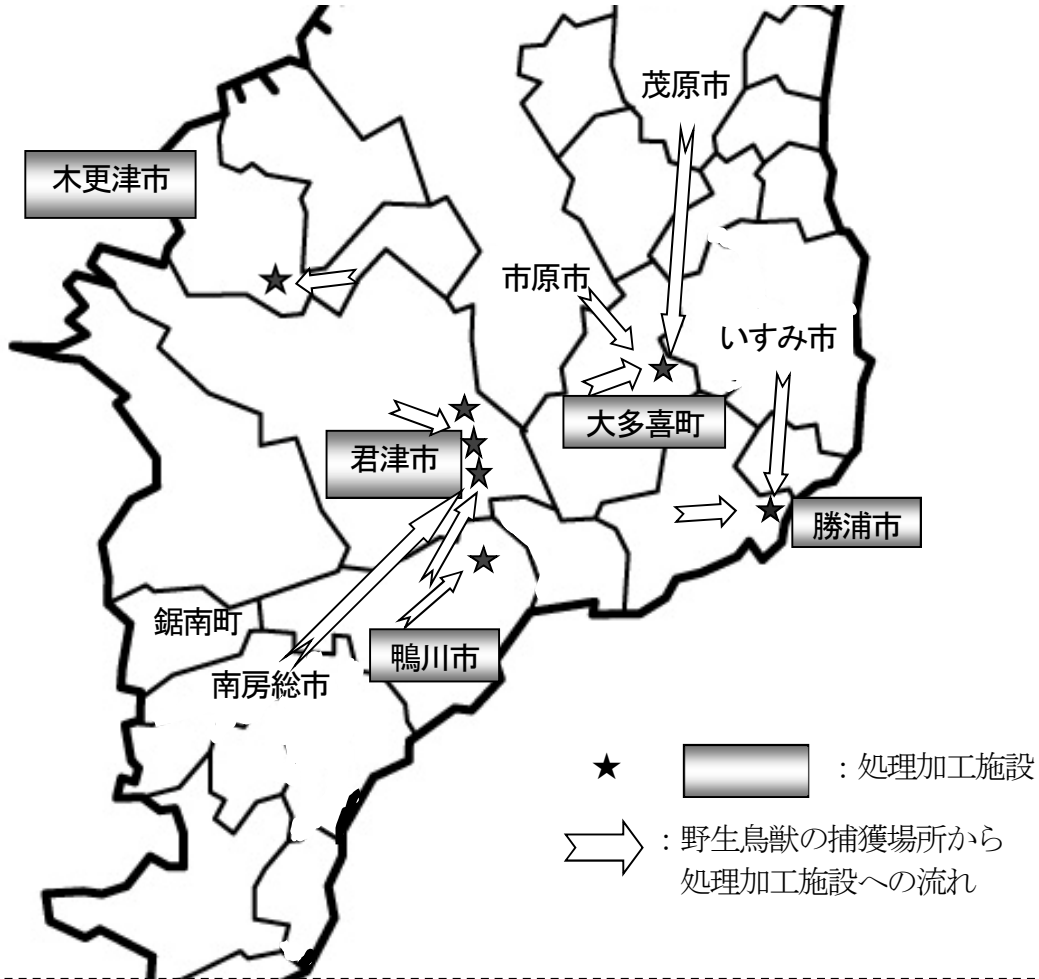 茂原市
木更津市
市原市
いすみ市
大多喜町
君津市
勝浦市
鋸南町
鴨川市
南房総市
：処理加工施設
：野生鳥獣の捕獲場所から
処理加工施設への流れ